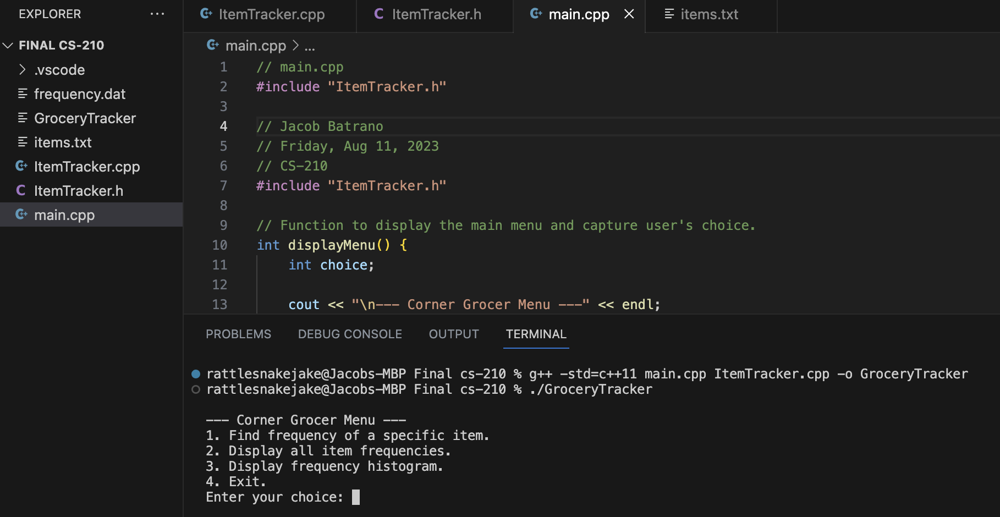 EXPLORER ...
FINAL CS-210
.vscode
frequency.dat
GroceryTracker
items.txt
ItemTracker.cpp
ItemTracker.h
main.cpp
ItemTracker.cpp
ItemTracker.h
main.cpp
items.txt
main.cpp > ...
1 // main.cpp
2 #include "ItemTracker.h"
3
4 // Jacob Batrano
5 // Friday, Aug 11, 2023
6 // CS-210
7 #include "ItemTracker.h"
8
9 // Function to display the main menu and capture user's choice.
10 int displayMenu() {
11 int choice;
12
13 cout << "\n--- Corner Grocer Menu ---" << endl;
PROBLEMS DEBUG CONSOLE OUTPUT TERMINAL
rattlesnakejake@Jacobs-MBP Final cs-210 % g++ -std=c++11 main.cpp ItemTracker.cpp -o GroceryTracker
rattlesnakejake@Jacobs-MBP Final cs-210 % ./GroceryTracker
--- Corner Grocer Menu ---
1. Find frequency of a specific item.
2. Display all item frequencies.
3. Display frequency histogram.
4. Exit.
Enter your choice: